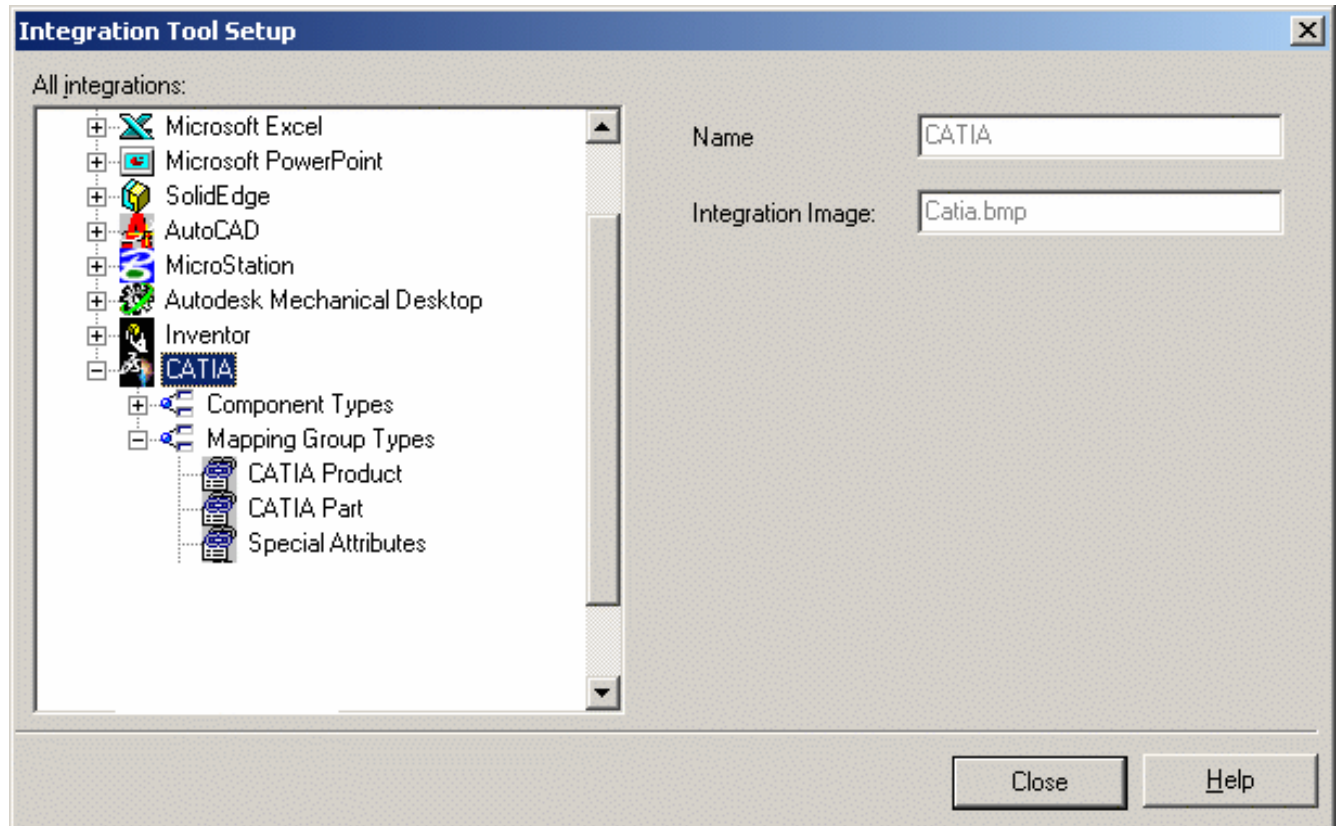 Integration Tool Setup
All integrations:
Microsoft Excel
Microsoft PowerPoint
SolidEdge
AutoCAD
MicroStation
Autodesk Mechanical Desktop
Inventor
CATIA
Component Types
Mapping Group Types
CATIA Product
CATIA Part
Special Attributes
Name
CATIA
Integration Image:
Catia.bmp
Close
Help